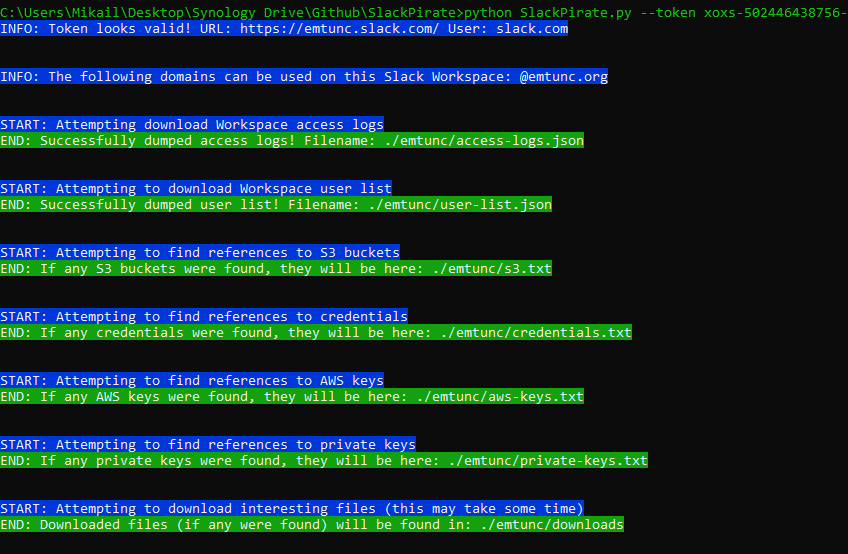 C:\Users\Mikail\Desktop\Synology Drive\Github\SlackPirate>python SlackPirate.py --token xoxs-502446438756-
INFO: Token looks valid! URL: https://emtunc.slack.com/ User: slack.com
INFO: The following domains can be used on this Slack Workspace: @emtunc.org
START: Attempting download Workspace access logs
END: Successfully dumped access logs! Filename: ./emtunc/access-logs.json
START: Attempting to download Workspace user list
END: Successfully dumped user list! Filename: ./emtunc/user-list.json
START: Attempting to find references to S3 buckets
END: If any S3 buckets were found, they will be here: ./emtunc/s3.txt
START: Attempting to find references to credentials
END: If any credentials were found, they will be here: ./emtunc/credentials.txt
START: Attempting to find references to AWS keys
END: If any AWS keys were found, they will be here: ./emtunc/aws-keys.txt
START: Attempting to find references to private keys
END: If any private keys were found, they will be here: ./emtunc/private-keys.txt
START: Attempting to download interesting files (this may take some time)
END: Downloaded files (if any were found) will be found in: ./emtunc/downloads